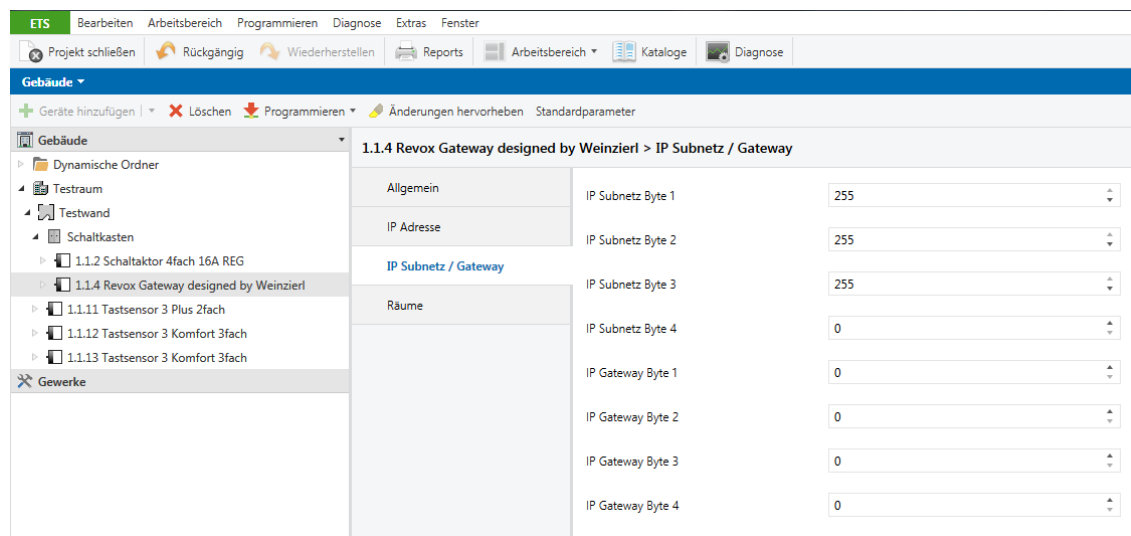 ETS Bearbeiten Arbeitsbereich Programmieren Diagnose Extras Fenster
Projekt schließen Rückgängig Wiederherstellen Reports Arbeitsbereich Kataloge Diagnose
Gebäude
Geräte hinzufügen Löschen Programmieren Änderungen hervorheben Standardparameter
Gebäude
Dynamische Ordner
Testraum
Testwand
Schaltkasten
1.1.2 Schaltaktor 4fach 16A REG
1.1.4 Revox Gateway designed by Weinzierl
1.1.11 Tastsensor 3 Plus 2fach
1.1.12 Tastsensor 3 Komfort 3fach
1.1.13 Tastsensor 3 Komfort 3fach
Gewerke
1.1.4 Revox Gateway designed by Weinzierl > IP Subnetz / Gateway
Allgemein
IP Adresse
IP Subnetz / Gateway
Räume
IP Subnetz Byte 1 255
IP Subnetz Byte 2 255
IP Subnetz Byte 3 255
IP Subnetz Byte 4 0
IP Gateway Byte 1 0
IP Gateway Byte 2 0
IP Gateway Byte 3 0
IP Gateway Byte 4 0